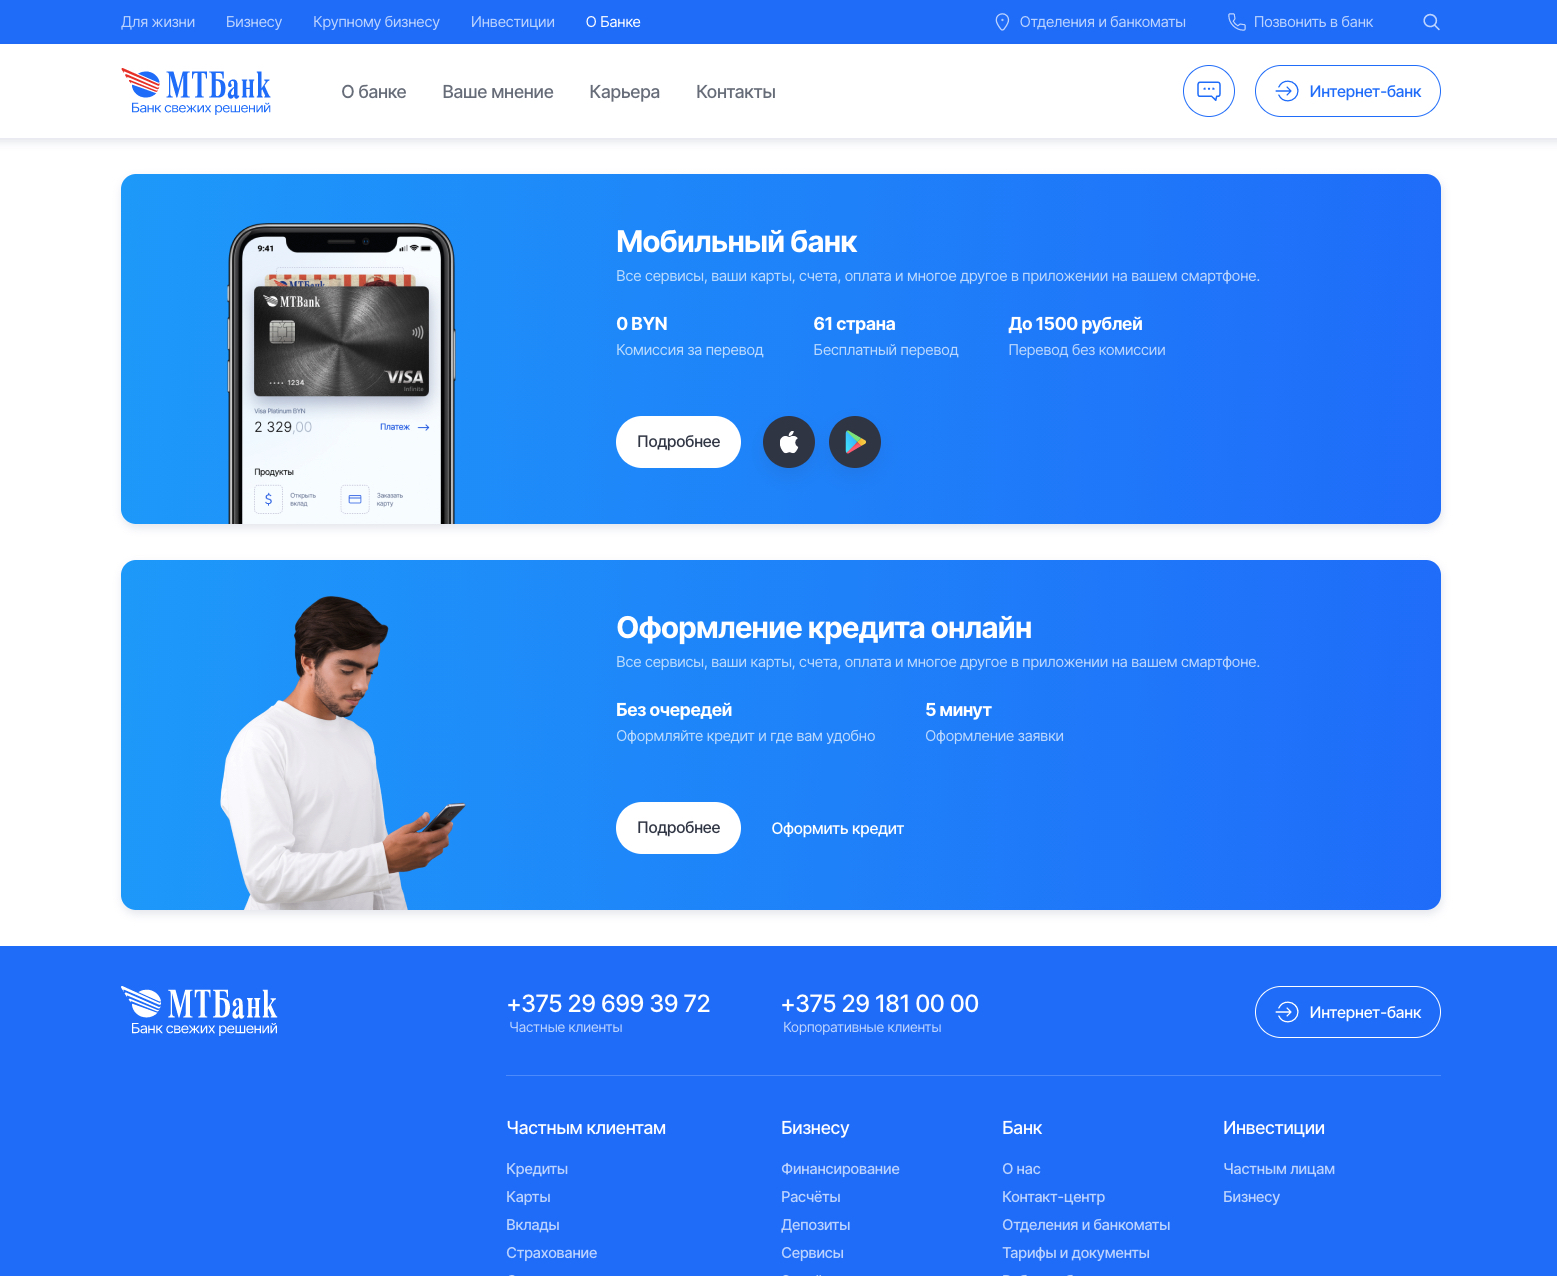 Для жизни Бизнесу Крупному бизнесу Инвестиции О Банке Отделения и банкоматы Позвонить в банк
МТБанк
Банк свежих решений
О банке Ваше мнение Карьера Контакты Интернет-банк
9:41
MTBank
MTBank
1234
VISA
Infinite
Visa Platinum BYN
2 329,00 Платеж
Продукты
Открыть вклад
Заказать карту
Мобильный банк
Все сервисы, ваши карты, счета, оплата и многое другое в приложении на вашем смартфоне.
0 BYN 61 страна До 1500 рублей
Комиссия за перевод Бесплатный перевод Перевод без комиссии
Подробнее
Оформление кредита онлайн
Все сервисы, ваши карты, счета, оплата и многое другое в приложении на вашем смартфоне.
Без очередей 5 минут
Оформляйте кредит и где вам удобно Оформление заявки
Подробнее Оформить кредит
МТБанк
Банк свежих решений
+375 29 699 39 72 +375 29 181 00 00 Интернет-банк
Частные клиенты Корпоративные клиенты
Частным клиентам Бизнесу Банк Инвестиции
Кредиты Финансирование О нас Частным лицам
Карты Расчёты Контакт-центр Бизнесу
Вклады Депозиты Отделения и банкоматы
Страхование Сервисы Тарифы и документы